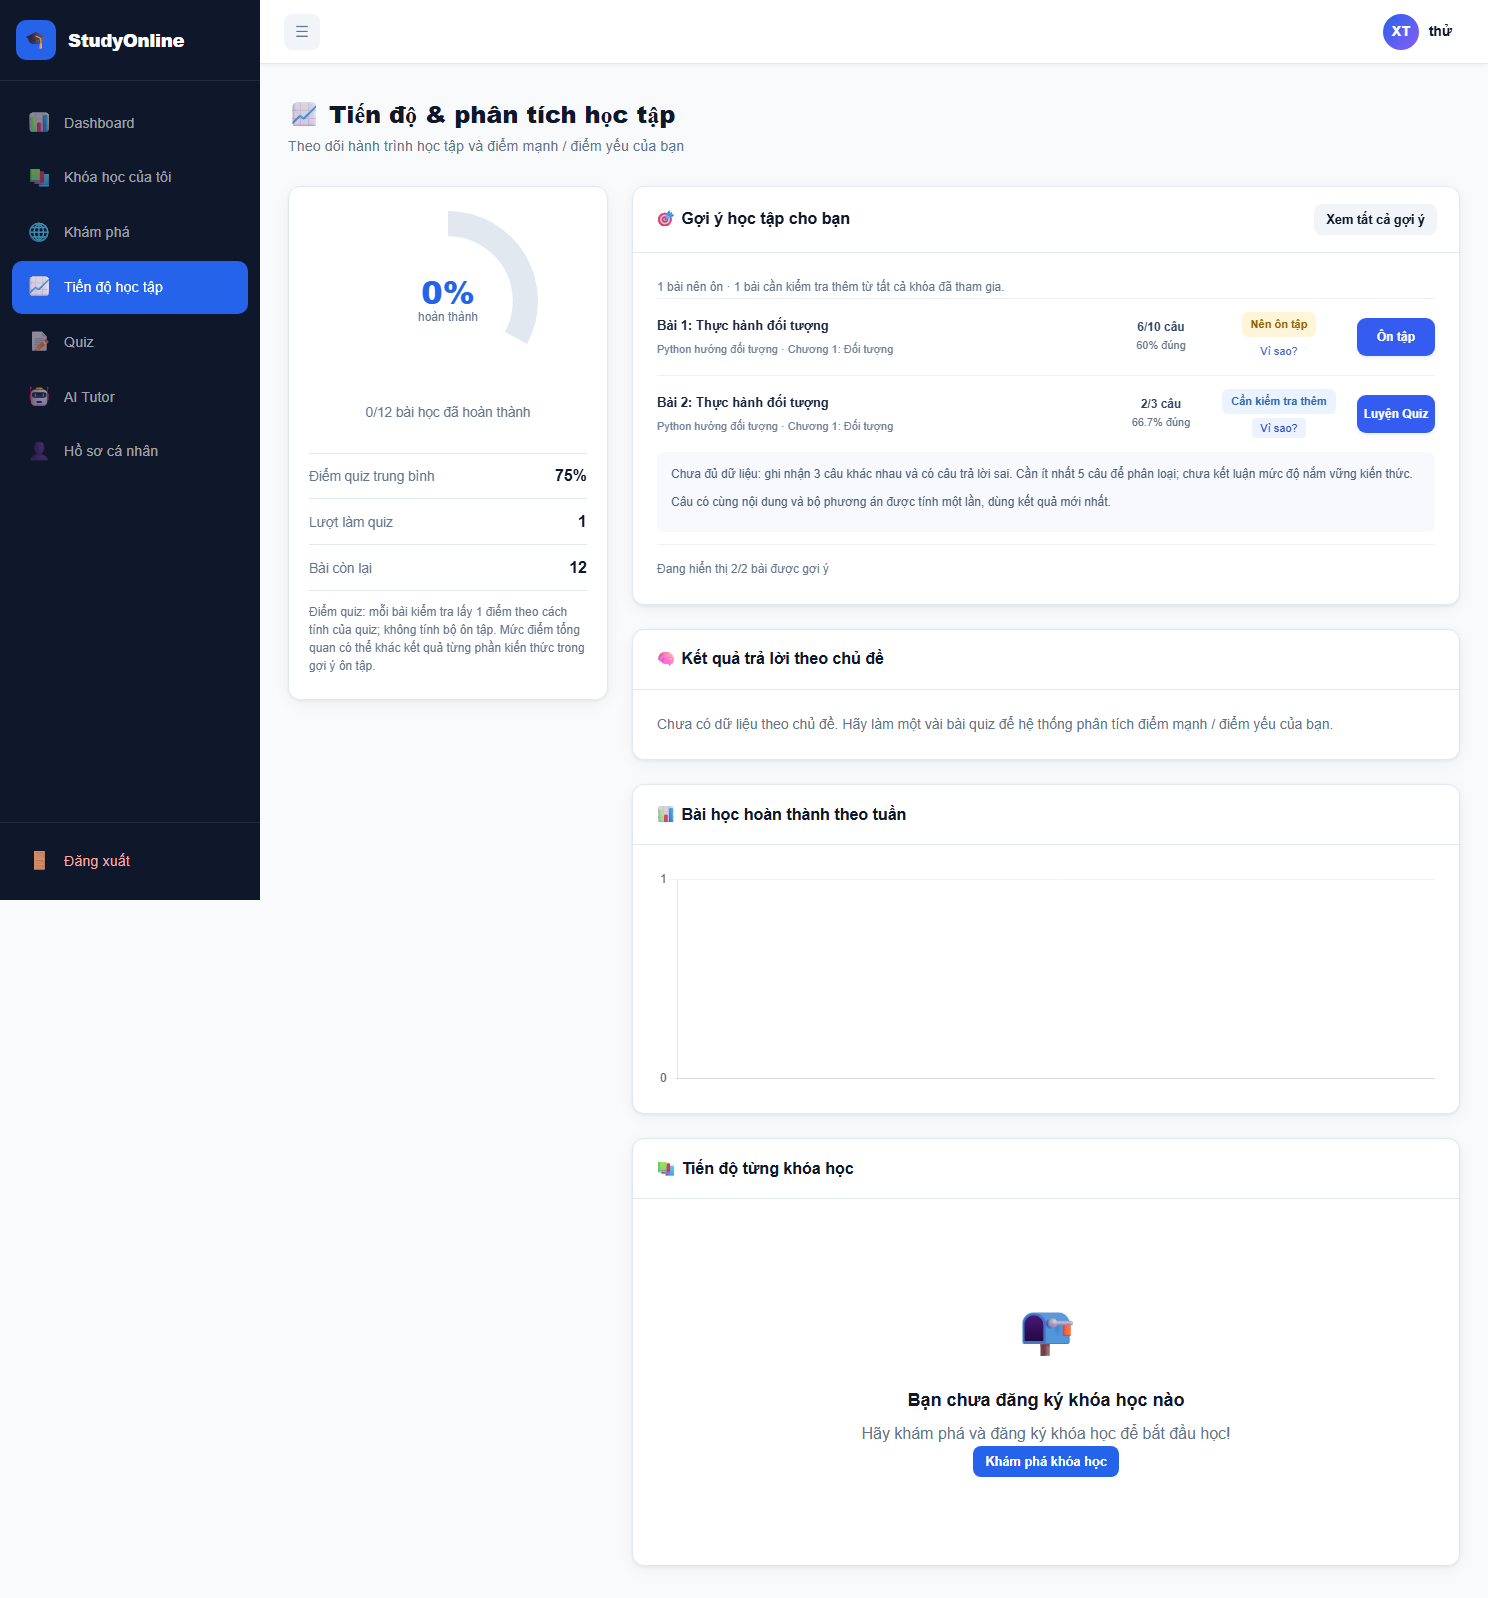 StudyOnline
Dashboard
Khóa học của tôi
Khám phá
Tiến độ học tập
Quiz
AI Tutor
Hồ sơ cá nhân
Đăng xuất
XT
thử
Tiến độ & phân tích học tập
Theo dõi hành trình học tập và điểm mạnh / điểm yếu của bạn
0%
hoàn thành
0/12 bài học đã hoàn thành
Điểm quiz trung bình 75%
Lượt làm quiz 1
Bài còn lại 12
Điểm quiz: mỗi bài kiểm tra lấy 1 điểm theo cách
tính của quiz; không tính bộ ôn tập. Mức điểm tổng
quan có thể khác kết quả từng phần kiến thức trong
gợi ý ôn tập.
Gợi ý học tập cho bạn
Xem tất cả gợi ý
1 bài nên ôn · 1 bài cần kiểm tra thêm từ tất cả khóa đã tham gia.
Bài 1: Thực hành đối tượng
Python hướng đối tượng · Chương 1: Đối tượng
6/10 câu
60% đúng
Nên ôn tập
Vì sao?
Ôn tập
Bài 2: Thực hành đối tượng
Python hướng đối tượng · Chương 1: Đối tượng
2/3 câu
66.7% đúng
Cần kiểm tra thêm
Vì sao?
Luyện Quiz
Chưa đủ dữ liệu: ghi nhận 3 câu khác nhau và có câu trả lời sai. Cần ít nhất 5 câu để phân loại; chưa kết luận mức độ nắm vững kiến thức.
Câu có cùng nội dung và bộ phương án được tính một lần, dùng kết quả mới nhất.
Đang hiển thị 2/2 bài được gợi ý
Kết quả trả lời theo chủ đề
Chưa có dữ liệu theo chủ đề. Hãy làm một vài bài quiz để hệ thống phân tích điểm mạnh / điểm yếu của bạn.
Bài học hoàn thành theo tuần
1
0
Tiến độ từng khóa học
Bạn chưa đăng ký khóa học nào
Hãy khám phá và đăng ký khóa học để bắt đầu học!
Khám phá khóa học